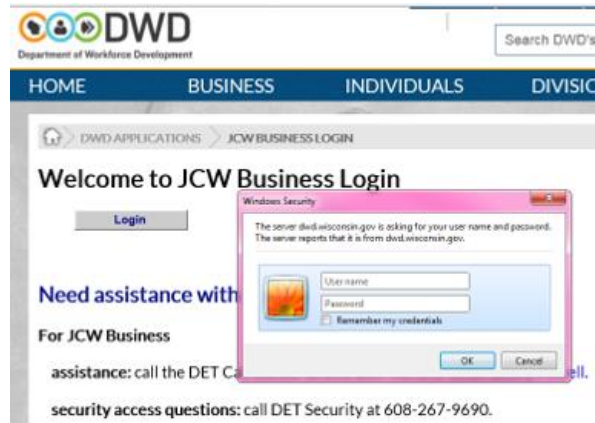 DWD
Department of Workforce Development
Search DWD's
HOME BUSINESS INDIVIDUALS DIVISIO
DWD APPLICATIONS JCW BUSINESS LOGIN
Welcome to JCW Business Login
Login
Windows Security
The server dwd.wisconsin.gov is asking for your user name and password.
The server reports that it is from dwd.wisconsin.gov.
User name
Password
Remember my credentials
OK Cancel
Need assistance with
For JCW Business
assistance: call the DET Ca ell.
security access questions: call DET Security at 608-267-9690.